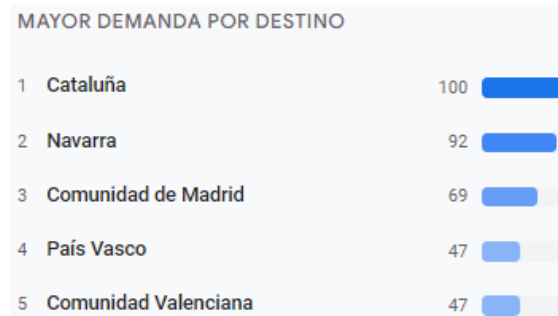 MAYOR DEMANDA POR DESTINO
1 Cataluña 100
2 Navarra 92
3 Comunidad de Madrid 69
4 País Vasco 47
5 Comunidad Valenciana 47